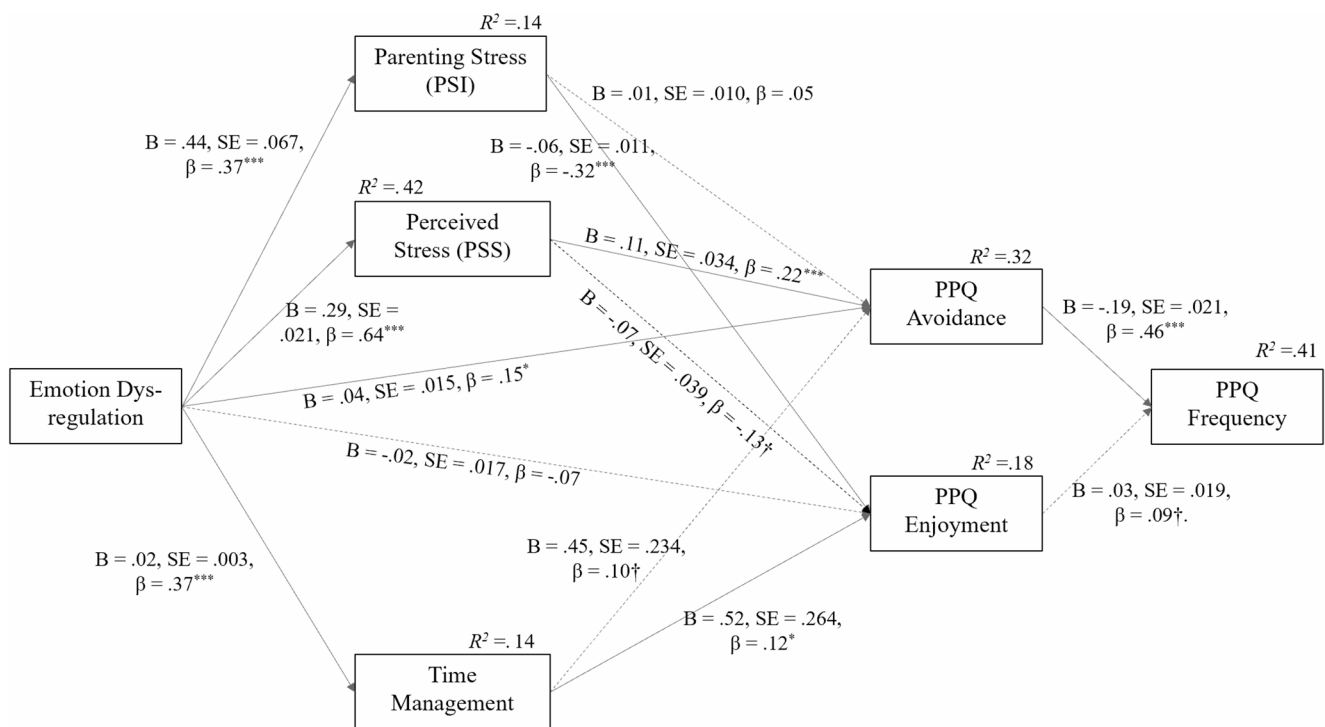 R² =.14
Parenting Stress
(PSI)
B = .01, SE = .010, β = .05
B = .44, SE = .067,
β = .37***
B = -.06, SE = .011,
β = -.32***
R² =. 42
Perceived
Stress (PSS)
B = .11, SE = .034, β = .22***
R² =.32
PPQ
Avoidance
B = -.19, SE = .021,
β = .46***
B = .29, SE =
.021, β = .64***
B = -.07, SE = .039, β = -.13†
R² =.41
PPQ
Frequency
Emotion Dys-
regulation
B = .04, SE = .015, β = .15*
B = -.02, SE = .017, β = -.07
R² =.18
PPQ
Enjoyment
B = .03, SE = .019,
β = .09†.
B = .02, SE = .003,
β = .37***
B = .45, SE = .234,
β = .10†
B = .52, SE = .264,
β = .12*
R² =. 14
Time
Management